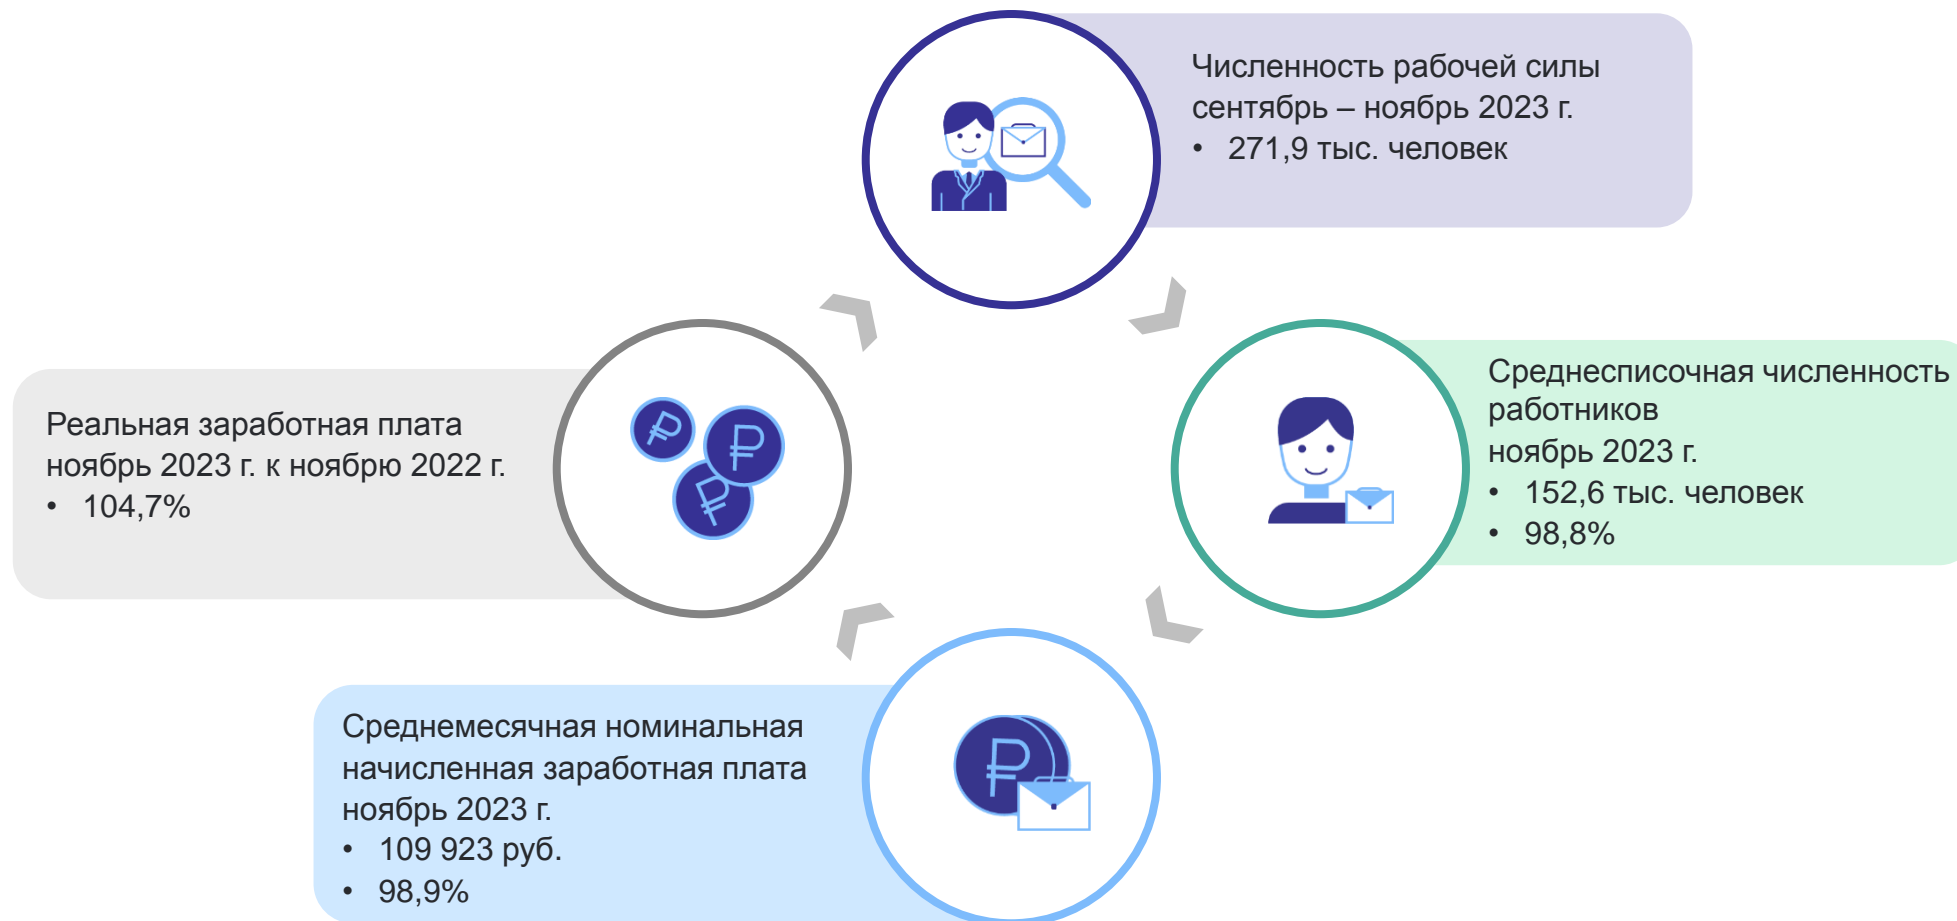 Численность рабочей силы
сентябрь – ноябрь 2023 г.
• 271,9 тыс. человек
Среднесписочная численность
работников
ноябрь 2023 г.
• 152,6 тыс. человек
• 98,8%
Среднемесячная номинальная
начисленная заработная плата
ноябрь 2023 г.
• 109 923 руб.
• 98,9%
Реальная заработная плата
ноябрь 2023 г. к ноябрю 2022 г.
• 104,7%